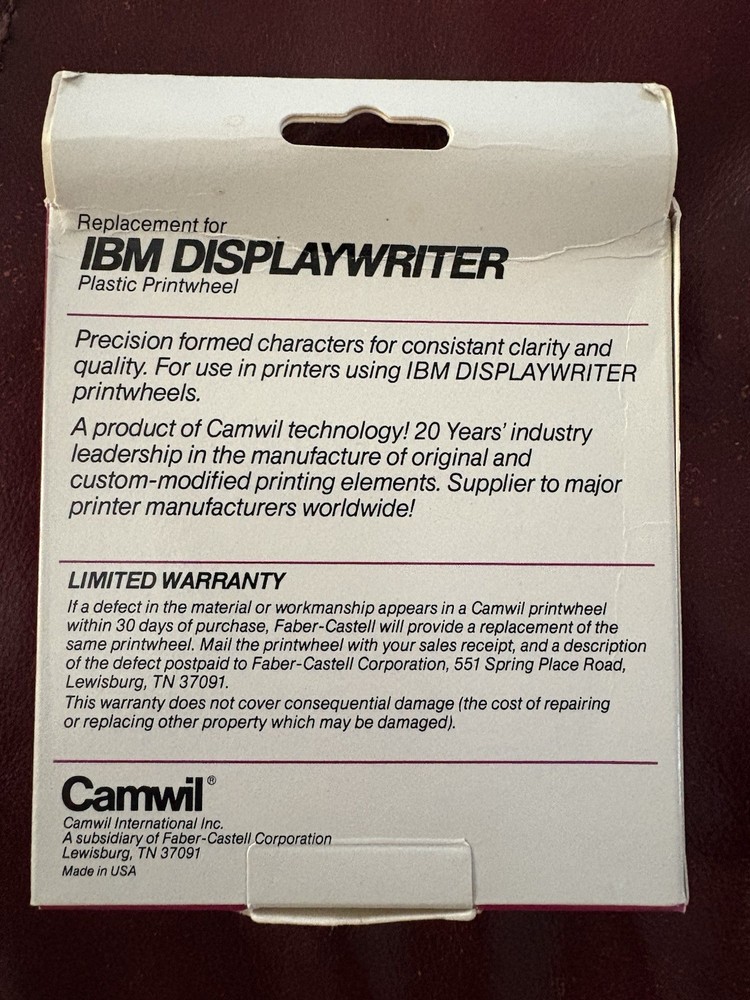 Replacement for
IBM DISPLAYWRITER
Plastic Printwheel
Precision formed characters for consistant clarity and
quality. For use in printers using IBM DISPLAYWRITER
printwheels.
A product of Camwil technology! 20 Years' industry
leadership in the manufacture of original and
custom-modified printing elements. Supplier to major
printer manufacturers worldwide!
LIMITED WARRANTY
If a defect in the material or workmanship appears in a Camwil printwheel
within 30 days of purchase, Faber-Castell will provide a replacement of the
same printwheel. Mail the printwheel with your sales receipt, and a description
of the defect postpaid to Faber-Castell Corporation, 551 Spring Place Road,
Lewisburg, TN 37091.
This warranty does not cover consequential damage (the cost of repairing
or replacing other property which may be damaged).
Camwil®
Camwil International Inc.
A subsidiary of Faber-Castell Corporation
Lewisburg, TN 37091
Made in USA